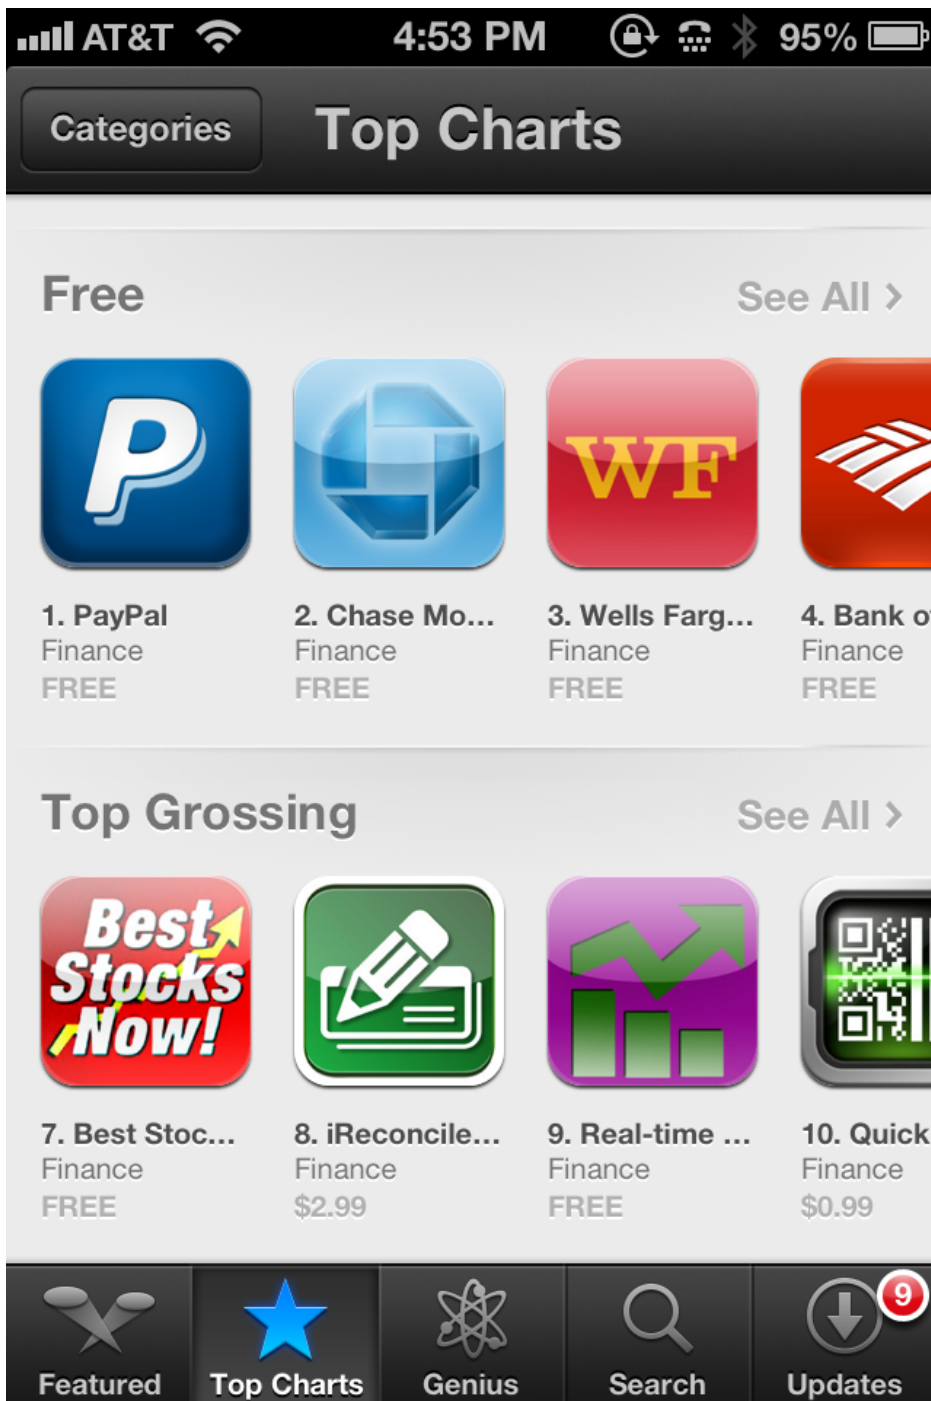 AT&T 4:53 PM 95%
Categories Top Charts
Free See All >
WF
1. PayPal 2. Chase Mo... 3. Wells Farg... 4. Bank o
Finance Finance Finance Finance
FREE FREE FREE FREE
Top Grossing See All >
Best
Stocks
Now!
7. Best Stoc... 8. iReconcile... 9. Real-time ... 10. Quick
Finance Finance Finance Finance
FREE $2.99 FREE $0.99
9
Featured Top Charts Genius Search Updates